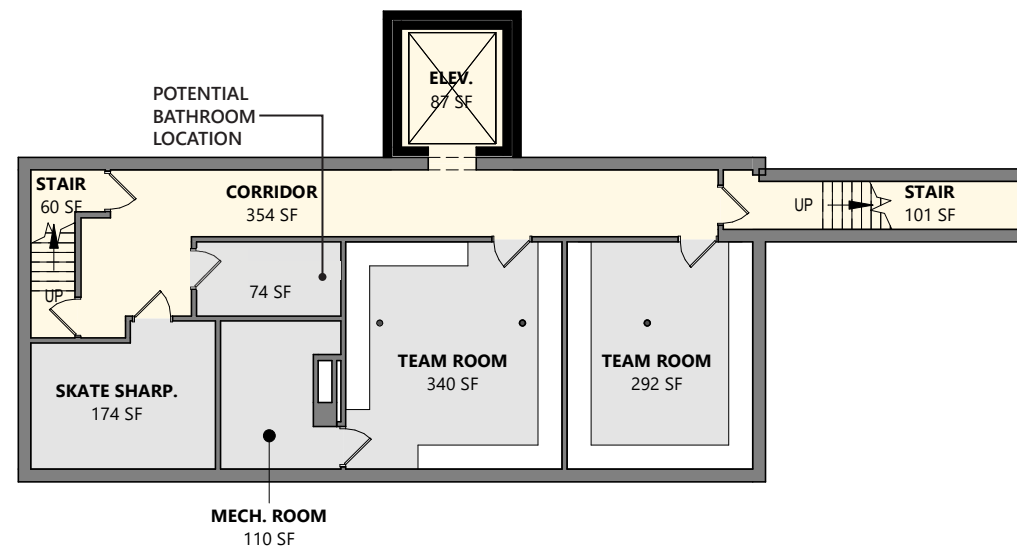 ELEV.
87 SF
POTENTIAL
BATHROOM
LOCATION
STAIR
60 SF
CORRIDOR
354 SF
UP
STAIR
101 SF
UP
74 SF
TEAM ROOM
340 SF
TEAM ROOM
292 SF
SKATE SHARP.
174 SF
MECH. ROOM
110 SF